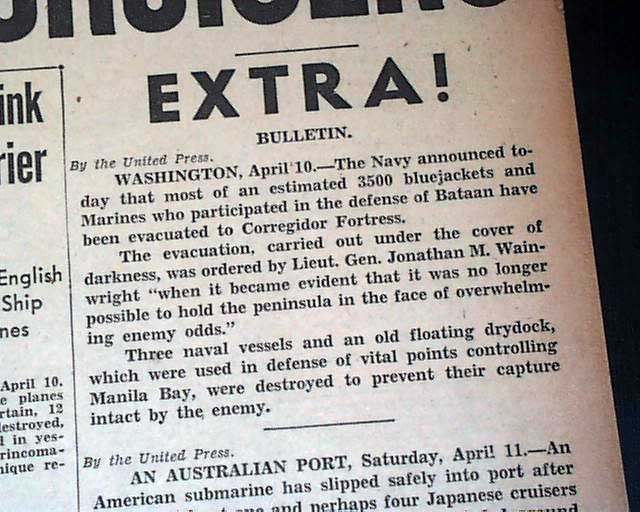 CRUISERS
EXTRA!
BULLETIN.
By the United Press.
WASHINGTON, April 10.—The Navy announced to-
day that most of an estimated 3500 bluejackets and
Marines who participated in the defense of Bataan have
been evacuated to Corregidor Fortress.
The evacuation, carried out under the cover of
darkness, was ordered by Lieut. Gen. Jonathan M. Wain-
wright "when it became evident that it was no longer
possible to hold the peninsula in the face of overwhelm-
ing enemy odds."
Three naval vessels and an old floating drydock,
which were used in defense of vital points controlling
Manila Bay, were destroyed to prevent their capture
intact by the enemy.
By the United Press.
AN AUSTRALIAN PORT, Saturday, April 11.—An
American submarine has slipped safely into port after
one and perhaps four Japanese cruisers
ink
rier
English
Ship
nes
April 10.
e planes
rtain, 12
destroyed,
l in yes-
rincoma-
nique re-